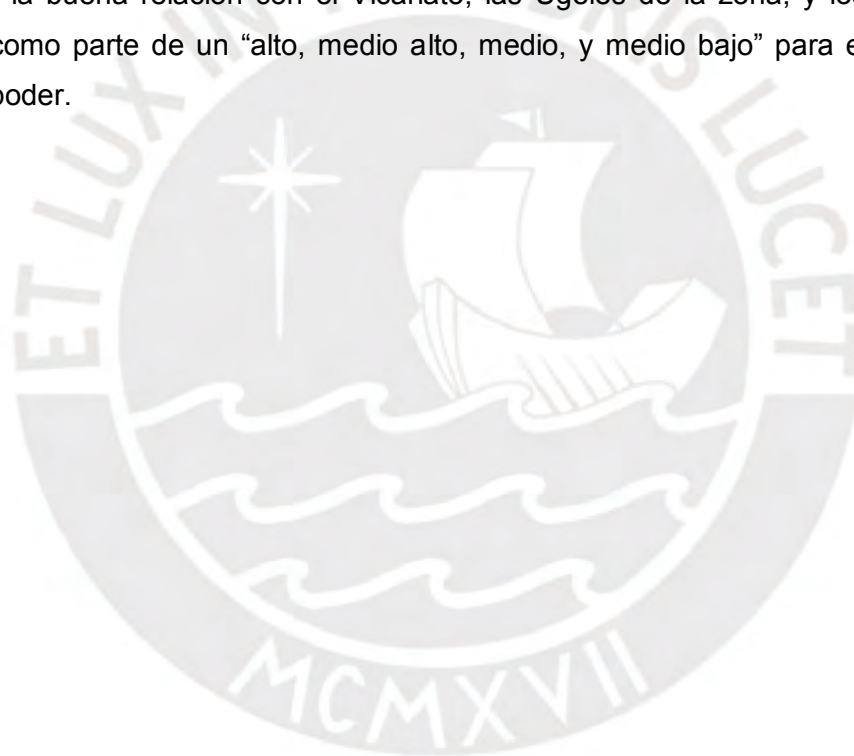 la buena relación con el Vicariato, las Ugeles de la zona, y
como parte de un “alto, medio alto, medio, y medio bajo” para
poder.
ET LUX IN
LUCET
MCMXVII